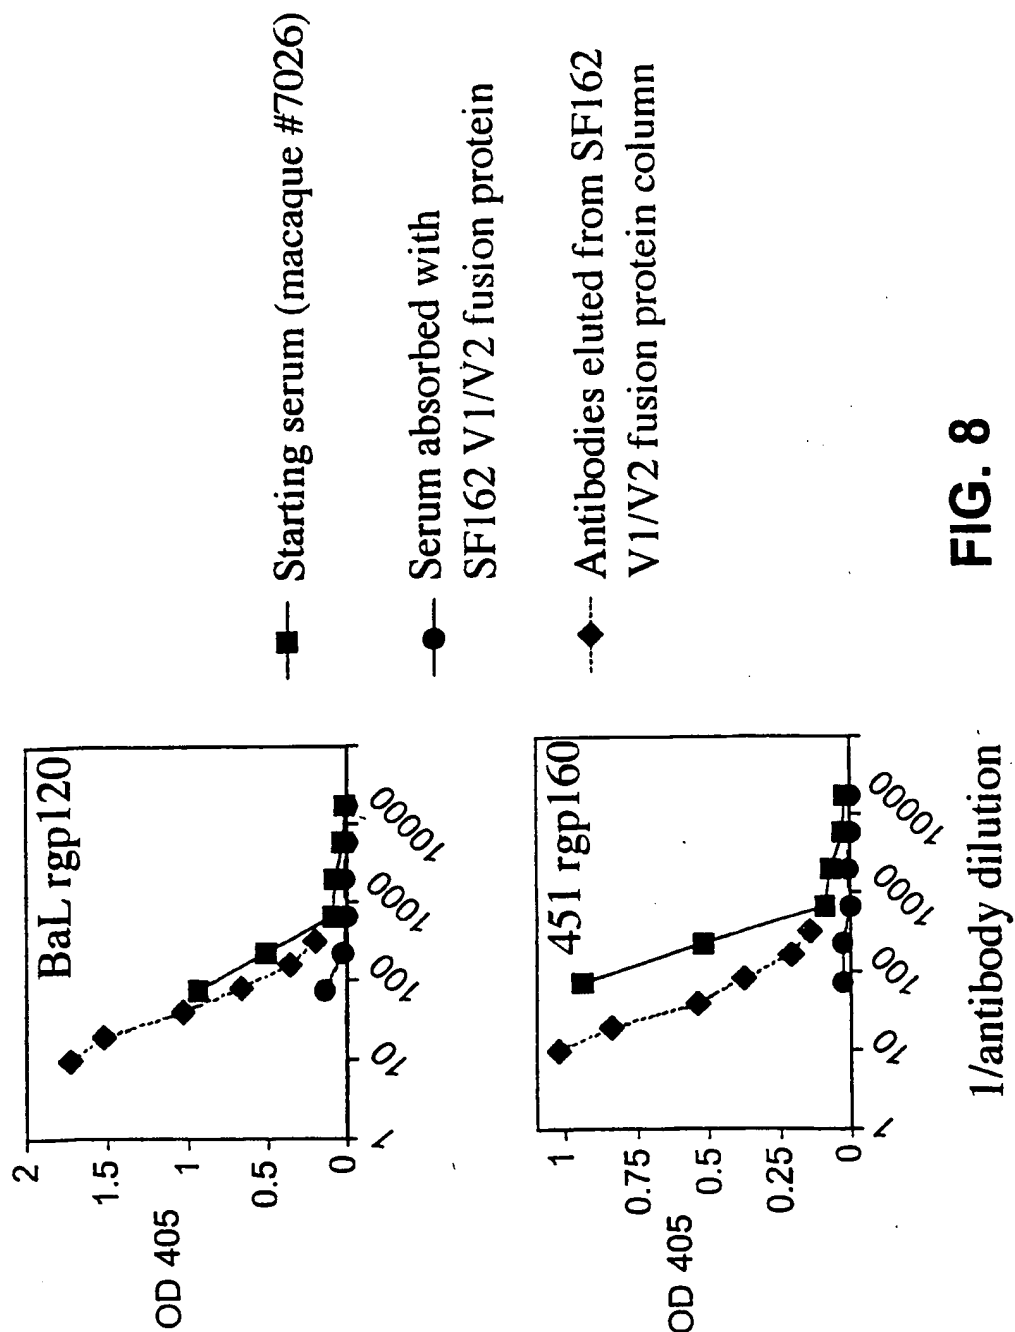 BaL rgp120
OD 405
2
1.5
1
0.5
0
1
10
100
1000
10000
451 rgp160
OD 405
1
0.75
0.5
0.25
0
1
10
100
1000
10000
1/antibody dilution
Starting serum (macaque #7026)
Serum absorbed with
SF162 V1/V2 fusion protein
Antibodies eluted from SF162
V1/V2 fusion protein column
FIG. 8